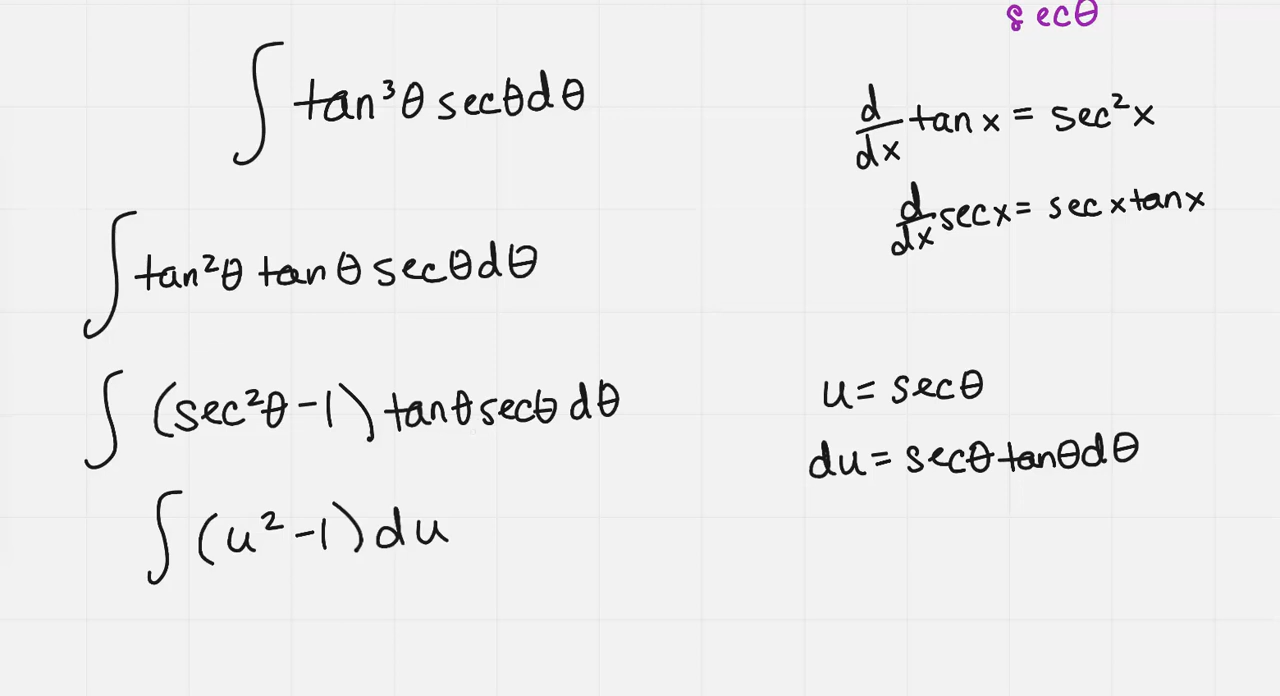 secθ
∫ tan³θ secθ dθ
d/dx tan x = sec²x
d/dx sec x = sec x tan x
∫ tan²θ tanθ secθ dθ
∫ (sec²θ - 1) tanθ secθ dθ
u = secθ
du = secθ tanθ dθ
∫ (u² - 1) du